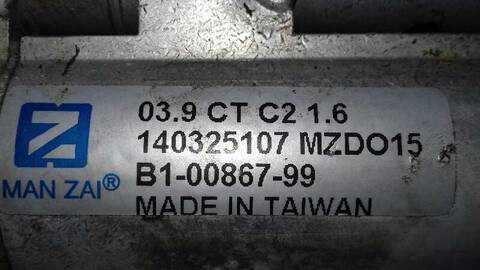 03.9 CT C2 1.6
140325107 MZDO15
B1-00867-99
MAN ZAI®
MADE IN TAIWAN